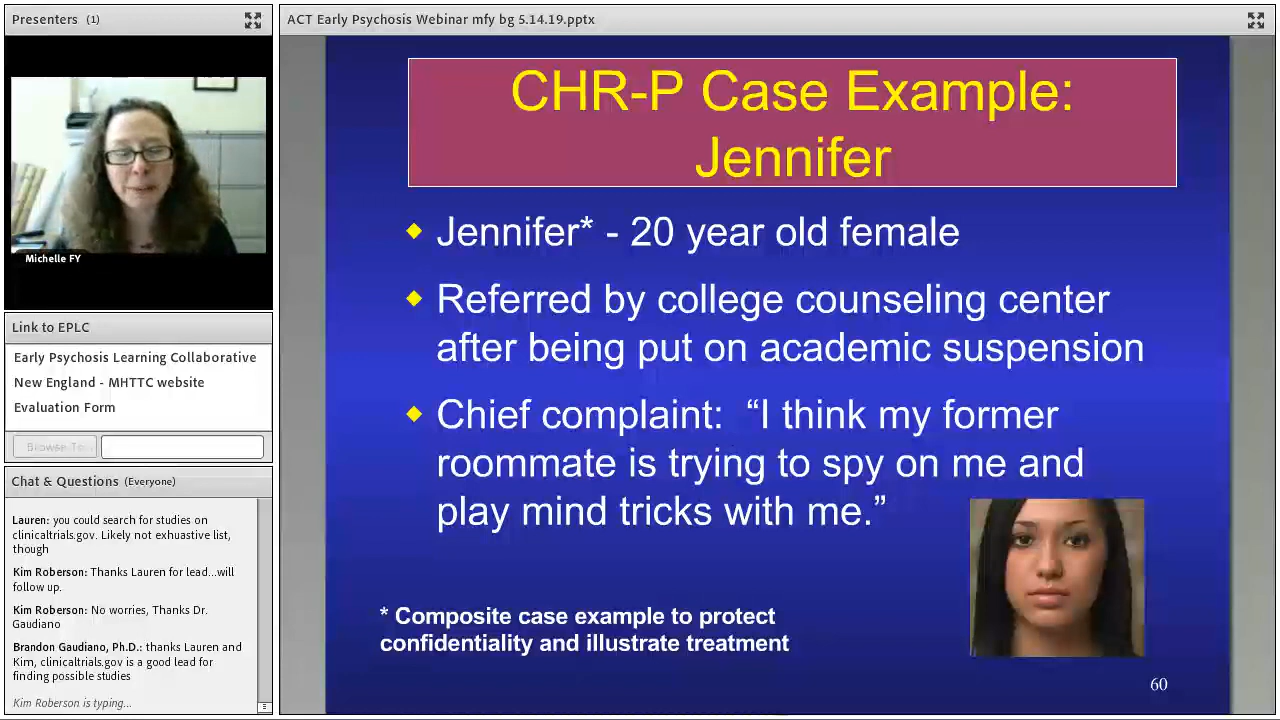 Presenters (1)
Michelle FY
Link to EPLC
Early Psychosis Learning Collaborative
New England - MHTTC website
Evaluation Form
Browse To...
Chat & Questions (Everyone)
Lauren: you could search for studies on
clinicaltrials.gov. Likely not exhuastive list,
though
Kim Roberson: Thanks Lauren for lead...will
follow up.
Kim Roberson: No worries, Thanks Dr.
Gaudiano
Brandon Gaudiano, Ph.D.: thanks Lauren and
Kim, clinicaltrials.gov is a good lead for
finding possible studies
Kim Roberson is typing...
ACT Early Psychosis Webinar mfy bg 5.14.19.pptx
CHR-P Case Example:
Jennifer
Jennifer* - 20 year old female
Referred by college counseling center
after being put on academic suspension
Chief complaint: “I think my former
roommate is trying to spy on me and
play mind tricks with me.”
* Composite case example to protect
confidentiality and illustrate treatment
60